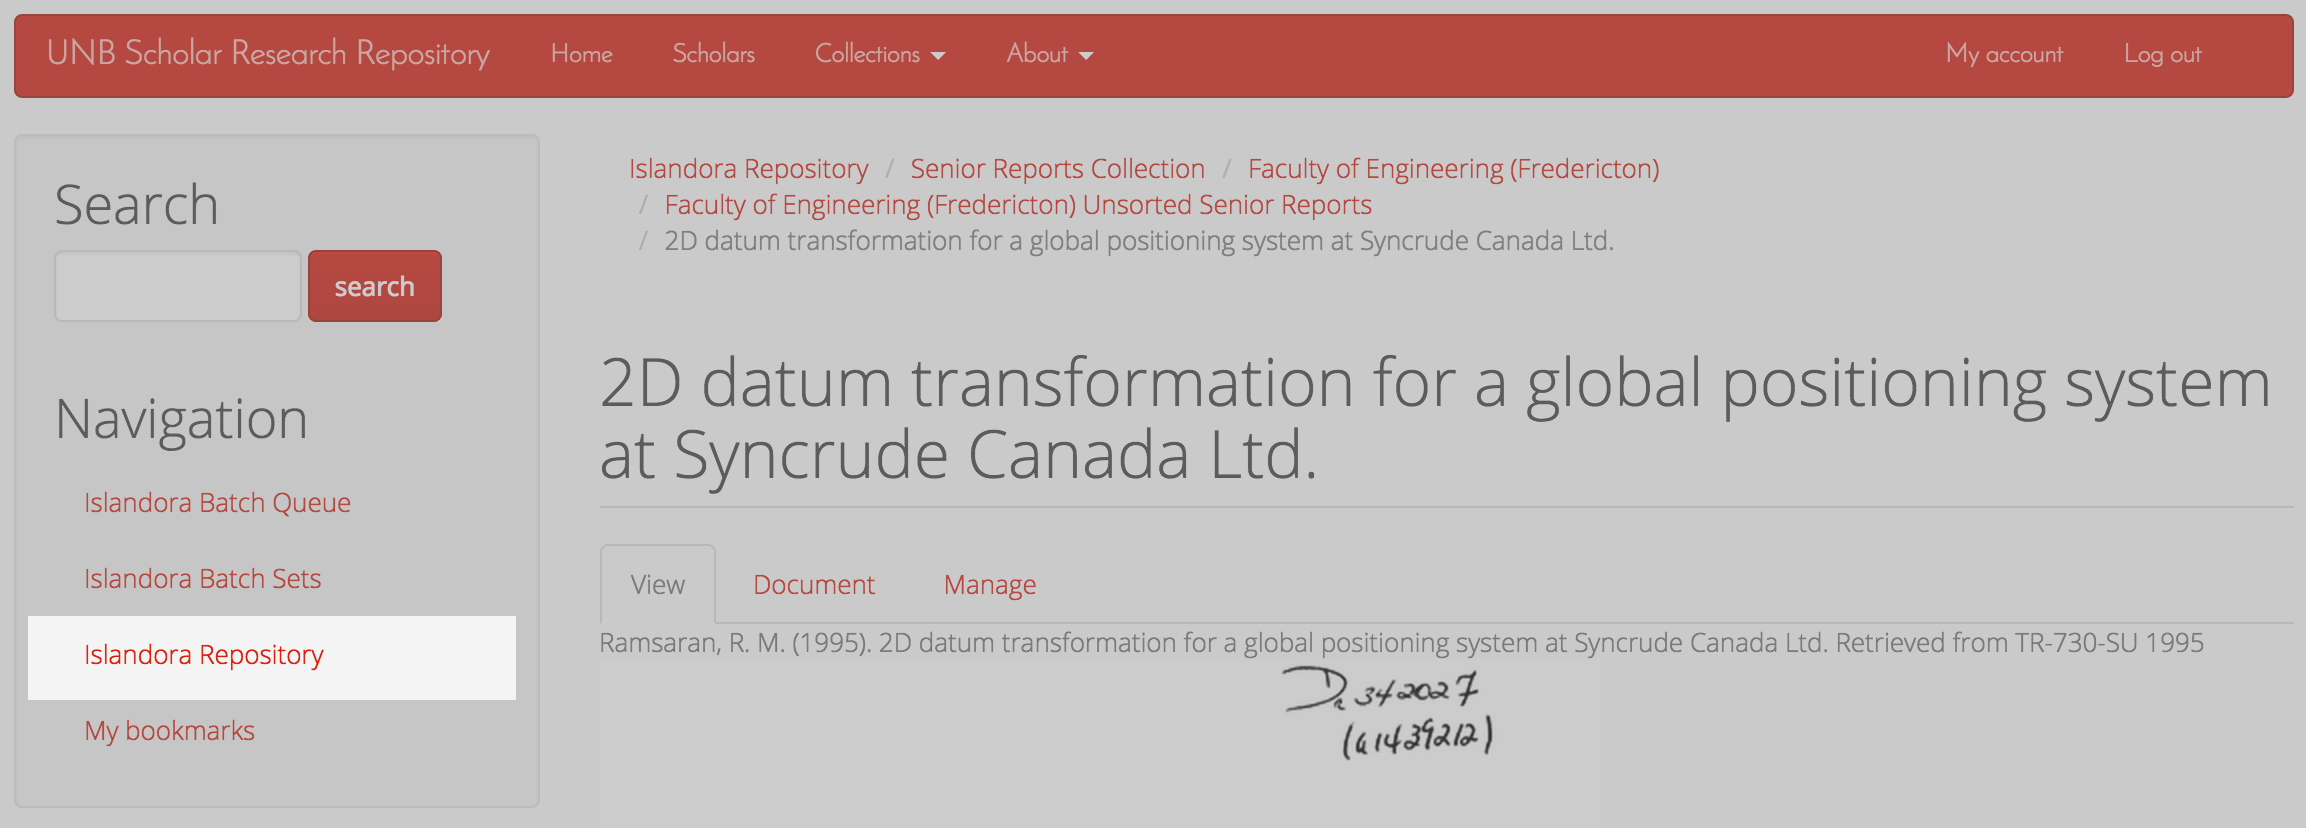 UNB Scholar Research Repository Home Scholars Collections About My account Log out
Search
search
Navigation
Islandora Batch Queue
Islandora Batch Sets
Islandora Repository
My bookmarks
Islandora Repository / Senior Reports Collection / Faculty of Engineering (Fredericton)
/ Faculty of Engineering (Fredericton) Unsorted Senior Reports
/ 2D datum transformation for a global positioning system at Syncrude Canada Ltd.
2D datum transformation for a global positioning system
at Syncrude Canada Ltd.
View Document Manage
Ramsaran, R. M. (1995). 2D datum transformation for a global positioning system at Syncrude Canada Ltd. Retrieved from TR-730-SU 1995
342027